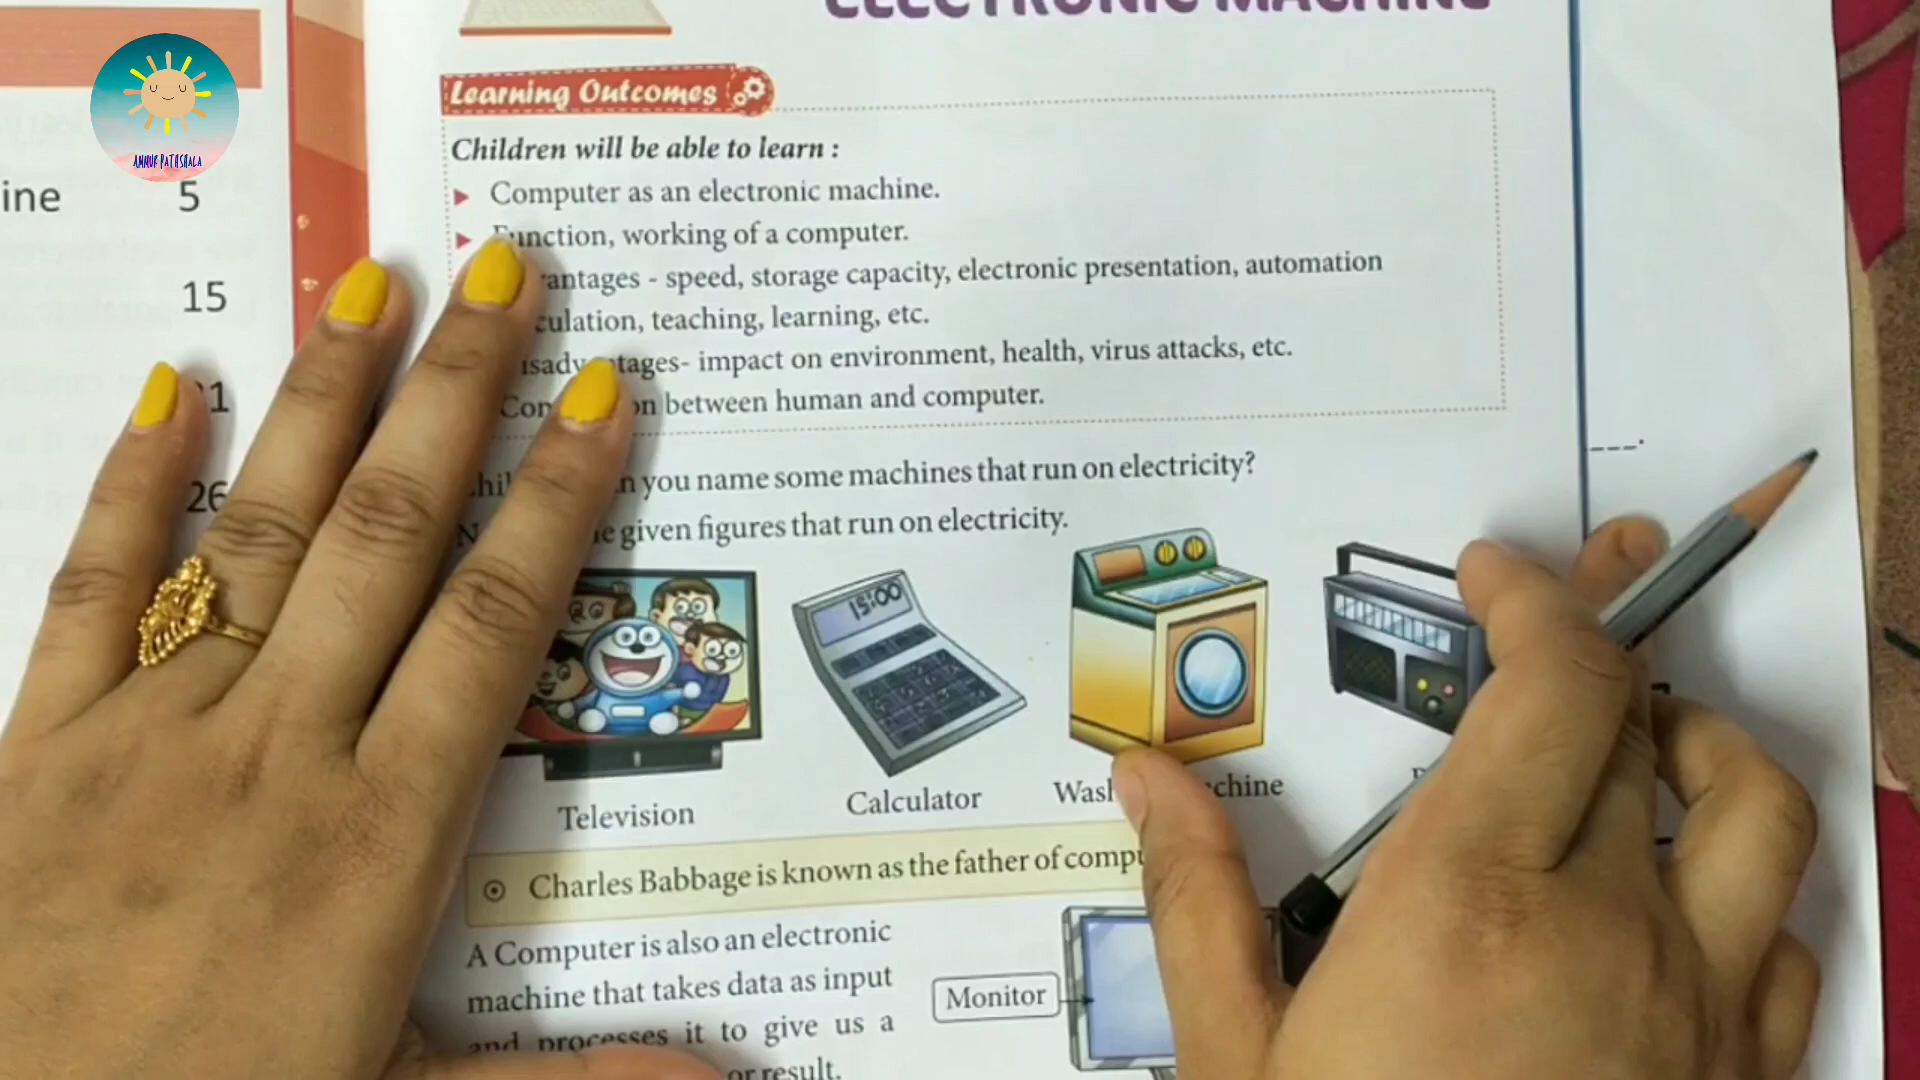 ELECTRONIC MACHINE
Learning Outcomes
ANNUR PATHSHALA
Children will be able to learn :
Computer as an electronic machine.
ine 5
Function, working of a computer.
antages - speed, storage capacity, electronic presentation, automation
15
culation, teaching, learning, etc.
tages- impact on environment, health, virus attacks, etc.
1
between human and computer.
26
you name some machines that run on electricity?
given figures that run on electricity.
15:00
Television
Calculator
chine
Charles Babbage is known as the father of
A Computer is also an electronic
machine that takes data as input
and processes it to give us a
or result.
Monitor